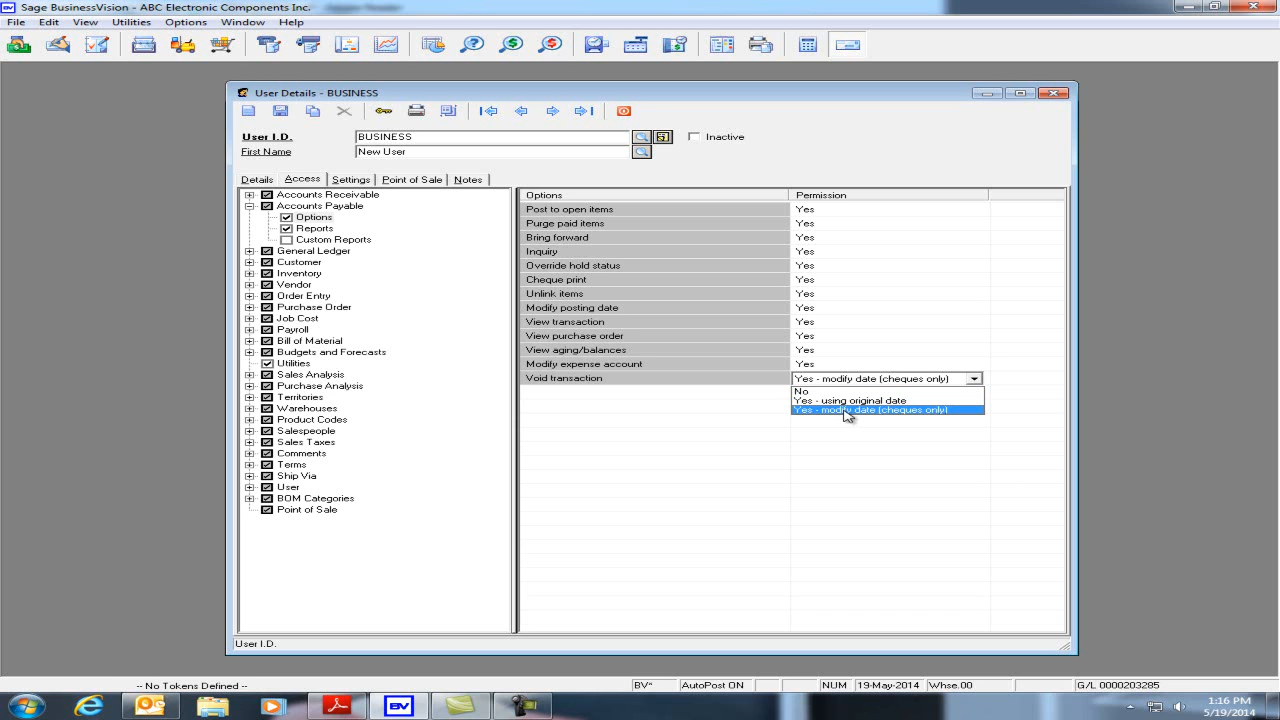 Sage BusinessVision - ABC Electronic Components Inc.
File Edit View Utilities Options Window Help
User Details - BUSINESS
User I.D. BUSINESS Inactive
First Name New User
Details Access Settings Point of Sale Notes
Accounts Receivable
Accounts Payable
Options
Reports
Custom Reports
General Ledger
Customer
Inventory
Vendor
Order Entry
Purchase Order
Job Cost
Payroll
Bill of Material
Budgets and Forecasts
Utilities
Sales Analysis
Purchase Analysis
Territories
Warehouses
Product Codes
Salespeople
Sales Taxes
Comments
Terms
Ship Via
User
BOM Categories
Point of Sale
Options Permission
Post to open items Yes
Purge paid items Yes
Bring forward Yes
Inquiry Yes
Override hold status Yes
Cheque print Yes
Unlink items Yes
Modify posting date Yes
View transaction Yes
View purchase order Yes
View aging/balances Yes
Modify expense account Yes
Void transaction Yes - modify date (cheques only)
No
Yes - using original date
Yes - modify date (cheques only)
User I.D.
-- No Tokens Defined -- BV* AutoPost ON NUM 19-May-2014 Whse.00 G/L 0000203285
BV
1:16 PM
5/19/2014